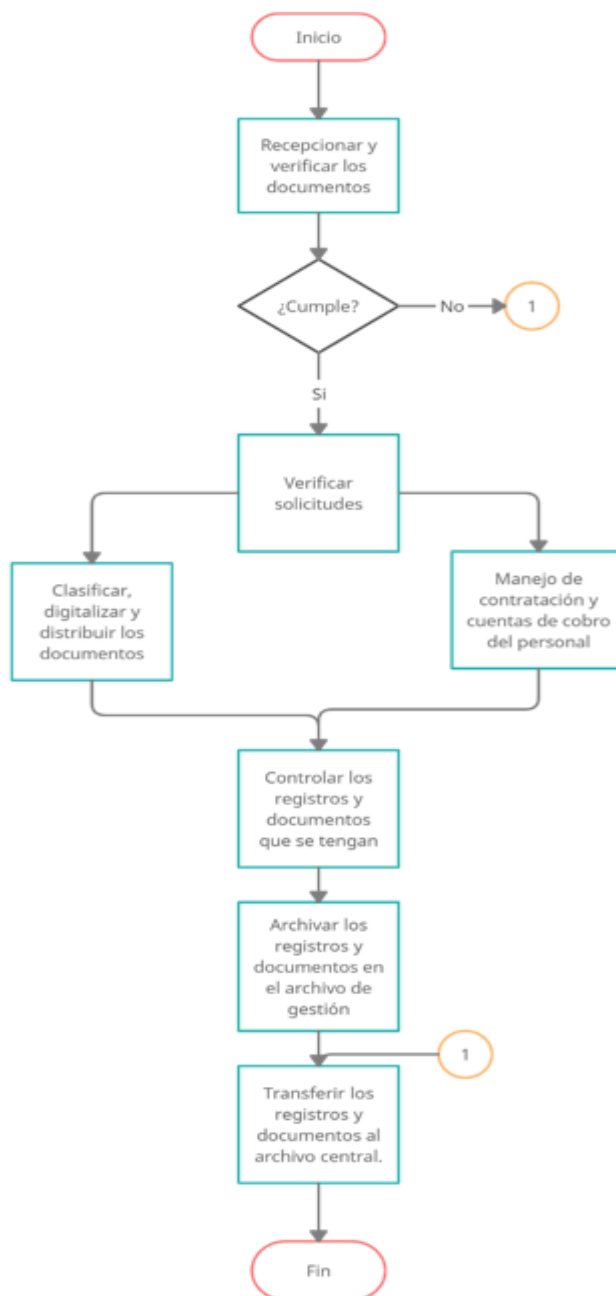 Inicio
Recepcionar y
verificar los
documentos
¿Cumple?
No
1
Si
Verificar
solicitudes
Clasificar,
digitalizar y
distribuir los
documentos
Manejo de
contratación y
cuentas de cobro
del personal
Controlar los
registros y
documentos
que se tengan
Archivar los
registros y
documentos en
el archivo de
gestión
1
Transferir los
registros y
documentos al
archivo central.
Fin